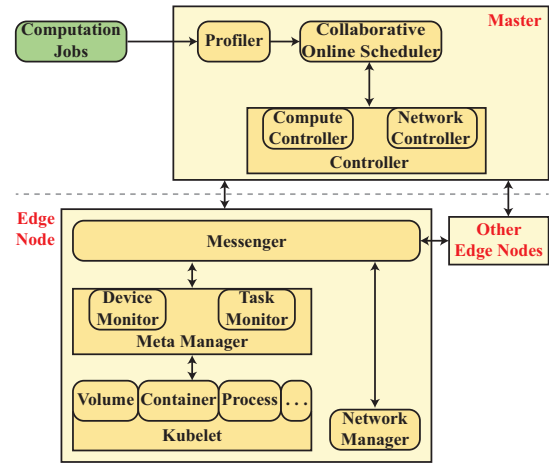 Computation
Jobs
Profiler
Collaborative
Online Scheduler
Master
Compute
Controller
Network
Controller
Controller
Edge
Node
Messenger
Other
Edge Nodes
Device
Monitor
Task
Monitor
Meta Manager
Volume
Container
Process
...
Kubelet
Network
Manager